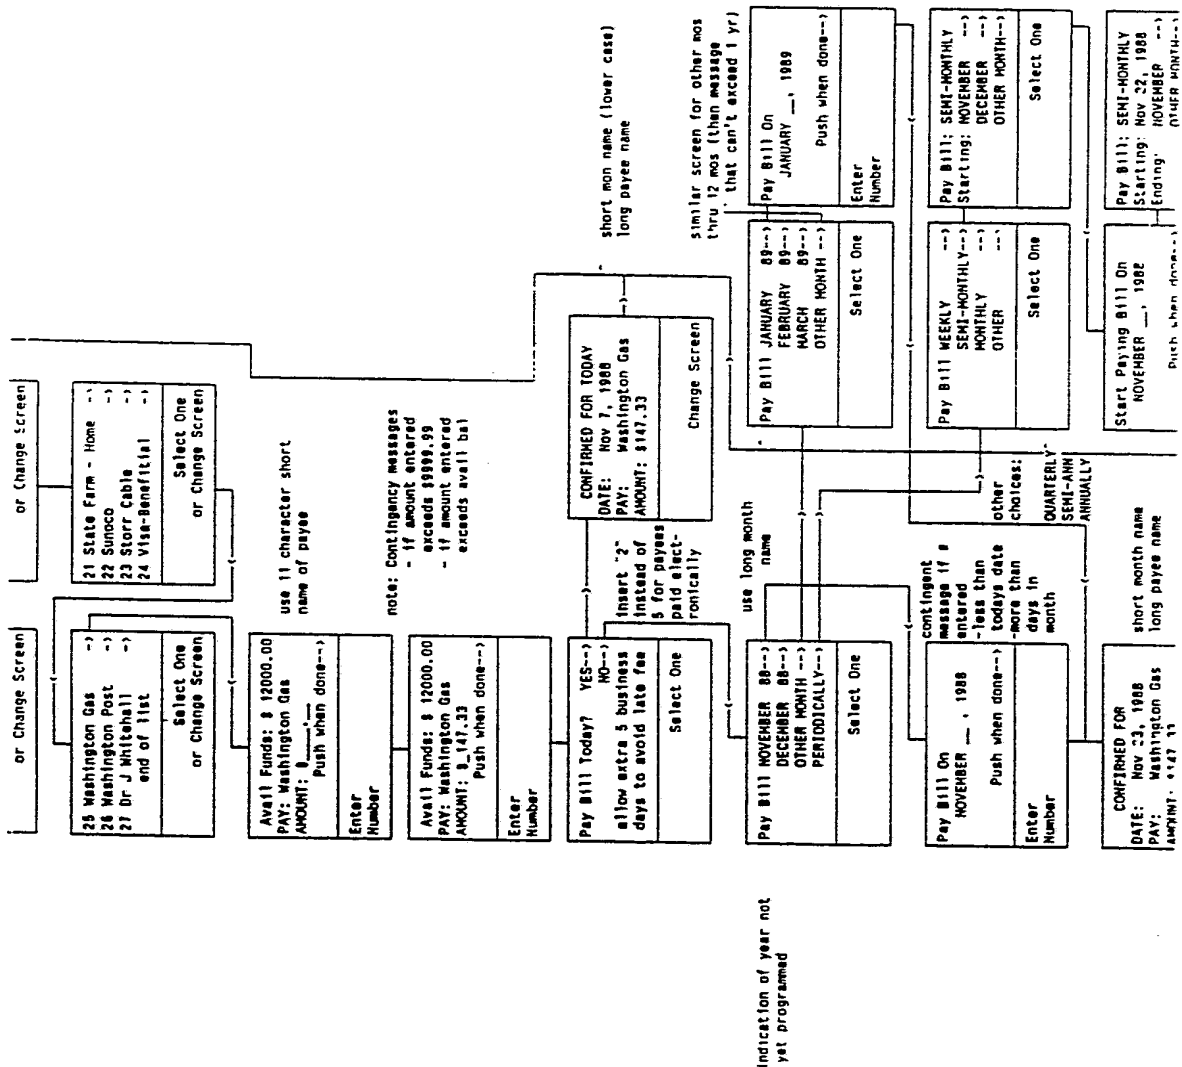 or Change Screen
or Change Screen
25 Washington Gas -->
26 Washington Post -->
27 Dr J Whitehall -->
end of list
Select One
or Change Screen
21 State Farm - Home -->
22 Sunoco -->
23 Storr Cable -->
24 Visa-Benefitial -->
Select One
or Change Screen
Avail Funds: $ 12000.00
PAY: Washington Gas
AMOUNT: $____.__
Push when done-->
Enter
Number
use 11 character short
name of payee
Avail Funds: $ 12000.00
PAY: Washington Gas
AMOUNT: $_147.33
Push when done-->
Enter
Number
note: Contingency messages
- if amount entered
exceeds $9999.99
- if amount entered
exceeds avail bal
Pay Bill Today? YES-->
NO-->
allow extra 5 business
days to avoid late fee
Select One
insert "2"
instead of
5 for payees
paid elect-
ronically
CONFIRMED FOR TODAY
DATE: Nov 7, 1988
PAY: Washington Gas
AMOUNT: $147.33
Change Screen
short mon name (lower case)
long payee name
Indication of year not
yet programmed
Pay Bill NOVEMBER 88-->
DECEMBER 88-->
OTHER MONTH -->
PERIODICALLY-->
Select One
use long month
name
Pay Bill JANUARY 89-->
FEBRUARY 89-->
MARCH 89-->
OTHER MONTH -->
Select One
similar screen for other mos
thru 12 mos (then message
that can't exceed 1 yr)
Pay Bill On
JANUARY __, 1989
Push when done-->
Enter
Number
Pay Bill On
NOVEMBER __, 1988
Push when done-->
Enter
Number
contingent
message if #
entered
-less than
todays date
-more than
days in
month
other
choices:
QUARTERLY
SEMI-ANN
ANNUALLY
Pay Bill WEEKLY -->
SEMI-MONTHLY-->
MONTHLY -->
OTHER -->
Select One
Pay Bill: SEMI-MONTHLY
Starting: NOVEMBER -->
DECEMBER -->
OTHER MONTH-->
Select One
CONFIRMED FOR
DATE: Nov 23, 1988
PAY: Washington Gas
AMOUNT: $147.33
short month name
long payee name
Start Paying Bill On
NOVEMBER __, 1988
Push when done-->
Pay Bill: SEMI-MONTHLY
Starting: Nov 22, 1988
Ending: NOVEMBER -->
OTHER MONTH-->